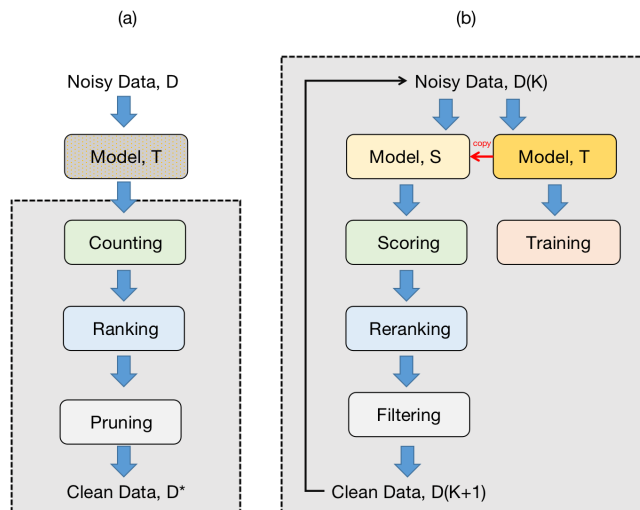 (a)
Noisy Data, D
Model, T
Counting
Ranking
Pruning
Clean Data, D*
(b)
Noisy Data, D(K)
Model, S
copy
Model, T
Scoring
Training
Reranking
Filtering
Clean Data, D(K+1)